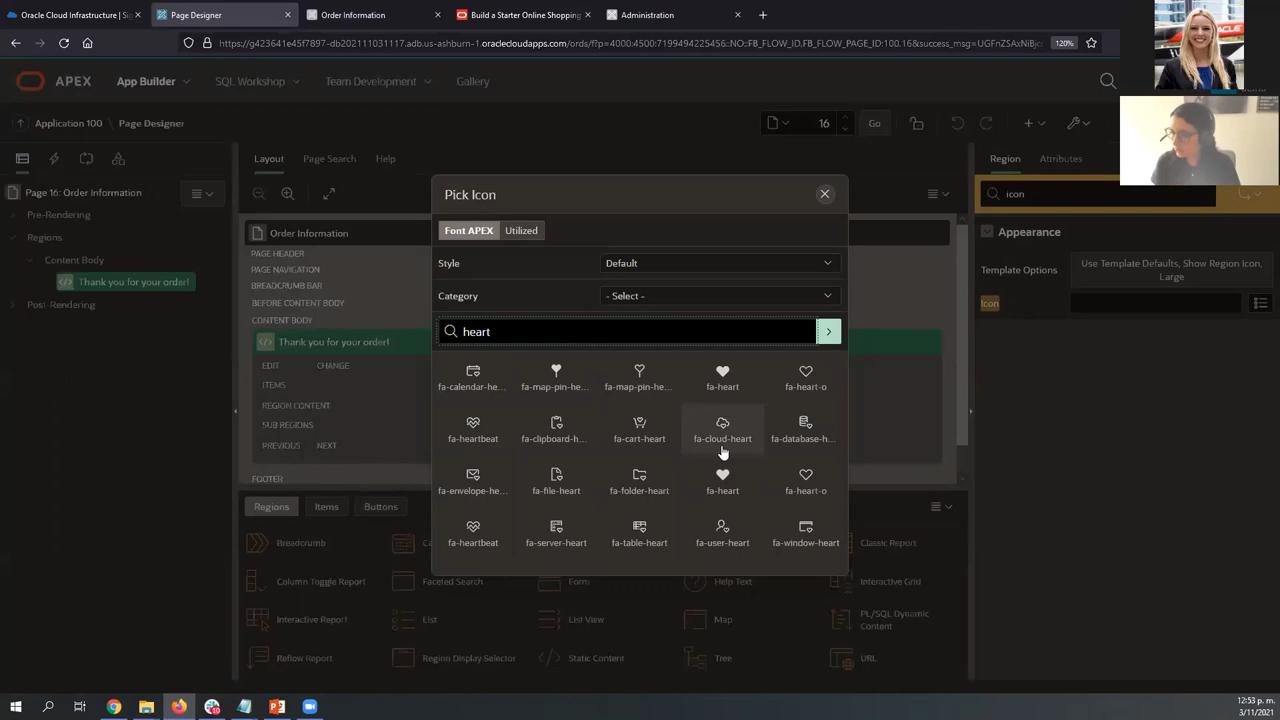 Oracle Cloud Infrastructure | Sig
Page Designer
Order Information
Administration
120%
APEX
App Builder
SQL Workshop
Team Development
Gallery
Application 100
Page Designer
16
Go
Layout
Page Search
Help
Region
Attributes
Page 16: Order Information
Pre-Rendering
Regions
Content Body
Thank you for your order!
Post-Rendering
Order Information
PAGE HEADER
PAGE NAVIGATION
BREADCRUMB BAR
BEFORE CONTENT BODY
CONTENT BODY
Thank you for your order!
EDIT
CHANGE
ITEMS
REGION CONTENT
SUB REGIONS
PREVIOUS
NEXT
FOOTER
Pick Icon
Font APEX
Utilized
Style
Default
Category
- Select -
heart
fa-calendar-he...
fa-map-pin-he...
fa-map-pin-he...
fa-heart
fa-heart-o
fa-heartbeat
fa-clipboard-h...
fa-cart-heart
fa-cloud-heart
fa-database-h...
fa-envelope-he...
fa-file-heart
fa-folder-heart
fa-heart
fa-heart-o
fa-heartbeat
fa-server-heart
fa-table-heart
fa-user-heart
fa-window-heart
icon
Appearance
Template Options
Use Template Defaults, Show Region Icon,
Large
Icon
Regions
Items
Buttons
Breadcrumb
Classic Report
Column Toggle Report
Faceted Search
Form
Help Text
Interactive Grid
Interactive Report
List
List View
Map
PL/SQL Dynamic
Content
Reflow Report
Region Display Selector
Static Content
Tree
URL
12:53 p. m.
3/11/2021